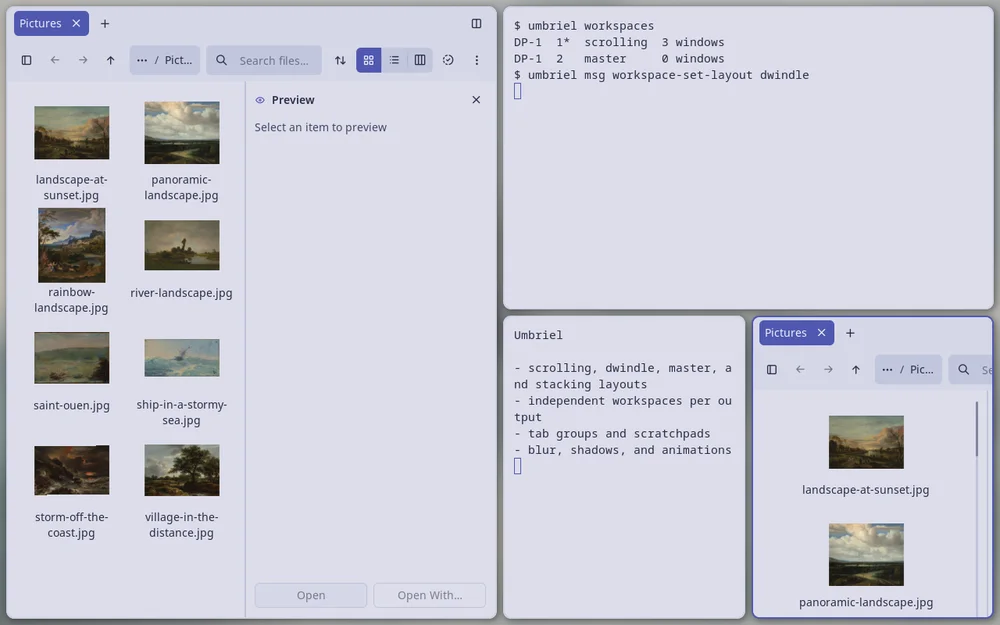 Pictures
... / Pict...
Search files...
Preview
Select an item to preview
landscape-at-
sunset.jpg
panoramic-
landscape.jpg
rainbow-
landscape.jpg
river-landscape.jpg
saint-ouen.jpg
ship-in-a-stormy-
sea.jpg
storm-off-the-
coast.jpg
village-in-the-
distance.jpg
Open
Open With...
$ umbriel workspaces
DP-1  1*  scrolling  3 windows
DP-1  2   master     0 windows
$ umbriel msg workspace-set-layout dwindle
Umbriel
- scrolling, dwindle, master, a
nd stacking layouts
- independent workspaces per ou
tput
- tab groups and scratchpads
- blur, shadows, and animations
Pictures
... / Pic...
Se
landscape-at-sunset.jpg
panoramic-landscape.jpg